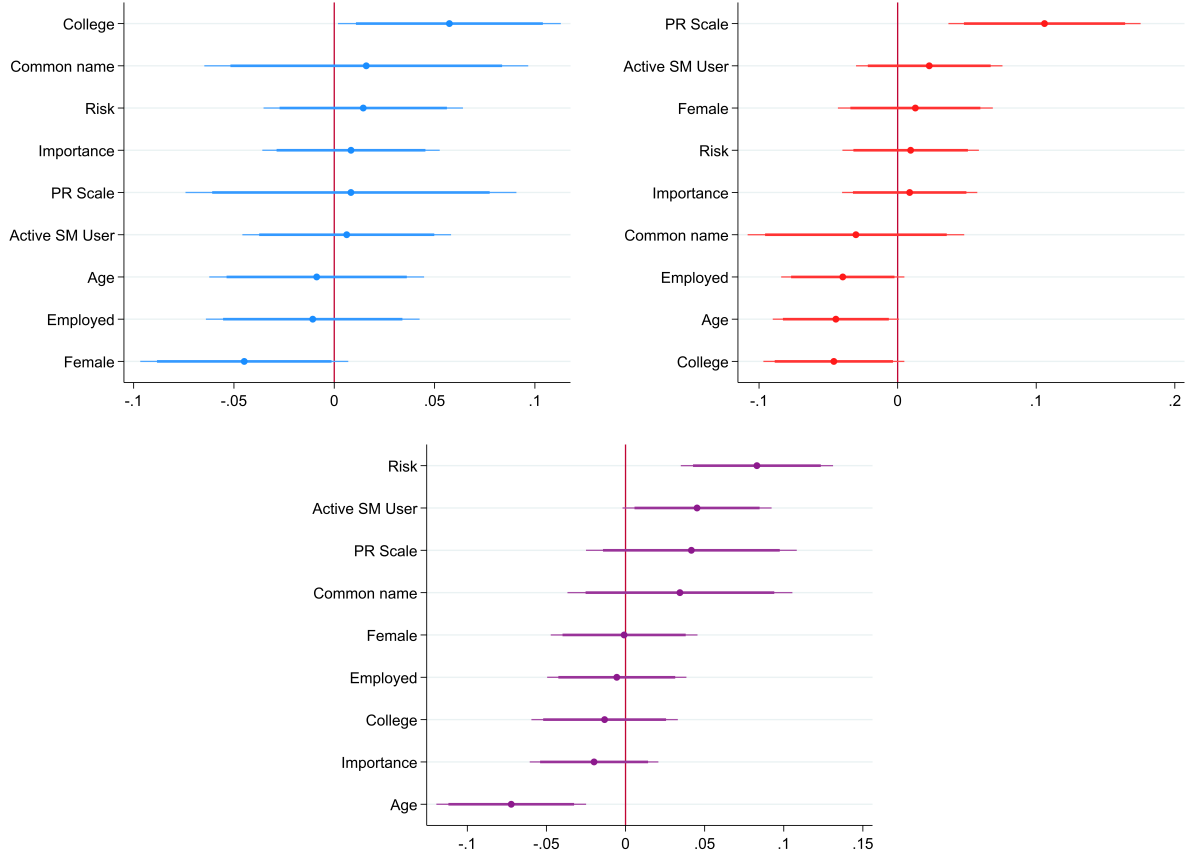 College
Common name
Risk
Importance
PR Scale
Active SM User
Age
Employed
Female
-.1 -.05 0 .05 .1
PR Scale
Active SM User
Female
Risk
Importance
Common name
Employed
Age
College
-.1 0 .1 .2
Risk
Active SM User
PR Scale
Common name
Female
Employed
College
Importance
Age
-.1 -.05 0 .05 .1 .15